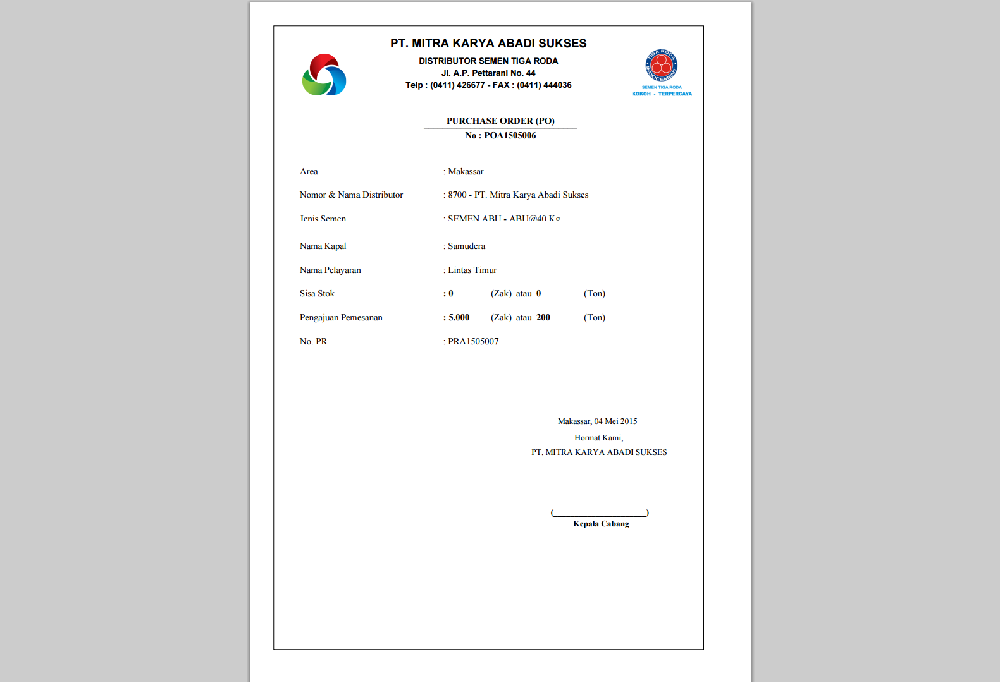 PT. MITRA KARYA ABADI SUKSES
DISTRIBUTOR SEMEN TIGA RODA
Jl. A.P. Pettarani No. 44
Telp : (0411) 426677 - FAX : (0411) 444036
TIGA RODA
INDOCEMENT
SEMEN TIGA RODA
KOKOH - TERPERCAYA
PURCHASE ORDER (PO)
No : POA1505006
Area : Makassar
Nomor & Nama Distributor : 8700 - PT. Mitra Karya Abadi Sukses
Jenis Semen : SEMEN ABU - ABU@40 Kg
Nama Kapal : Samudera
Nama Pelayaran : Lintas Timur
Sisa Stok : 0 (Zak) atau 0 (Ton)
Pengajuan Pemesanan : 5.000 (Zak) atau 200 (Ton)
No. PR : PRA1505007
Makassar, 04 Mei 2015
Hormat Kami,
PT. MITRA KARYA ABADI SUKSES
(_____________________)
Kepala Cabang